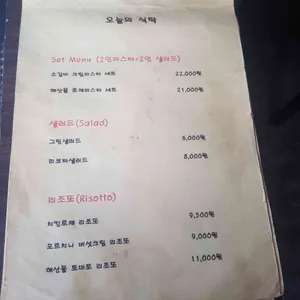 오늘의 식탁
Set Menu (2인파스타+2인 샐러드)
소갈비 크림파스타 세트 22,000원
해산물 토마토파스타 세트 21,000원
샐러드(Salad)
그린샐러드 6,000원
리코타샐러드 8,000원
리조또(Risotto)
치킨로제 리조또 9,500원
포르치니 버섯크림 리조또 9,000원
해산물 토마토 리조또 11,000원